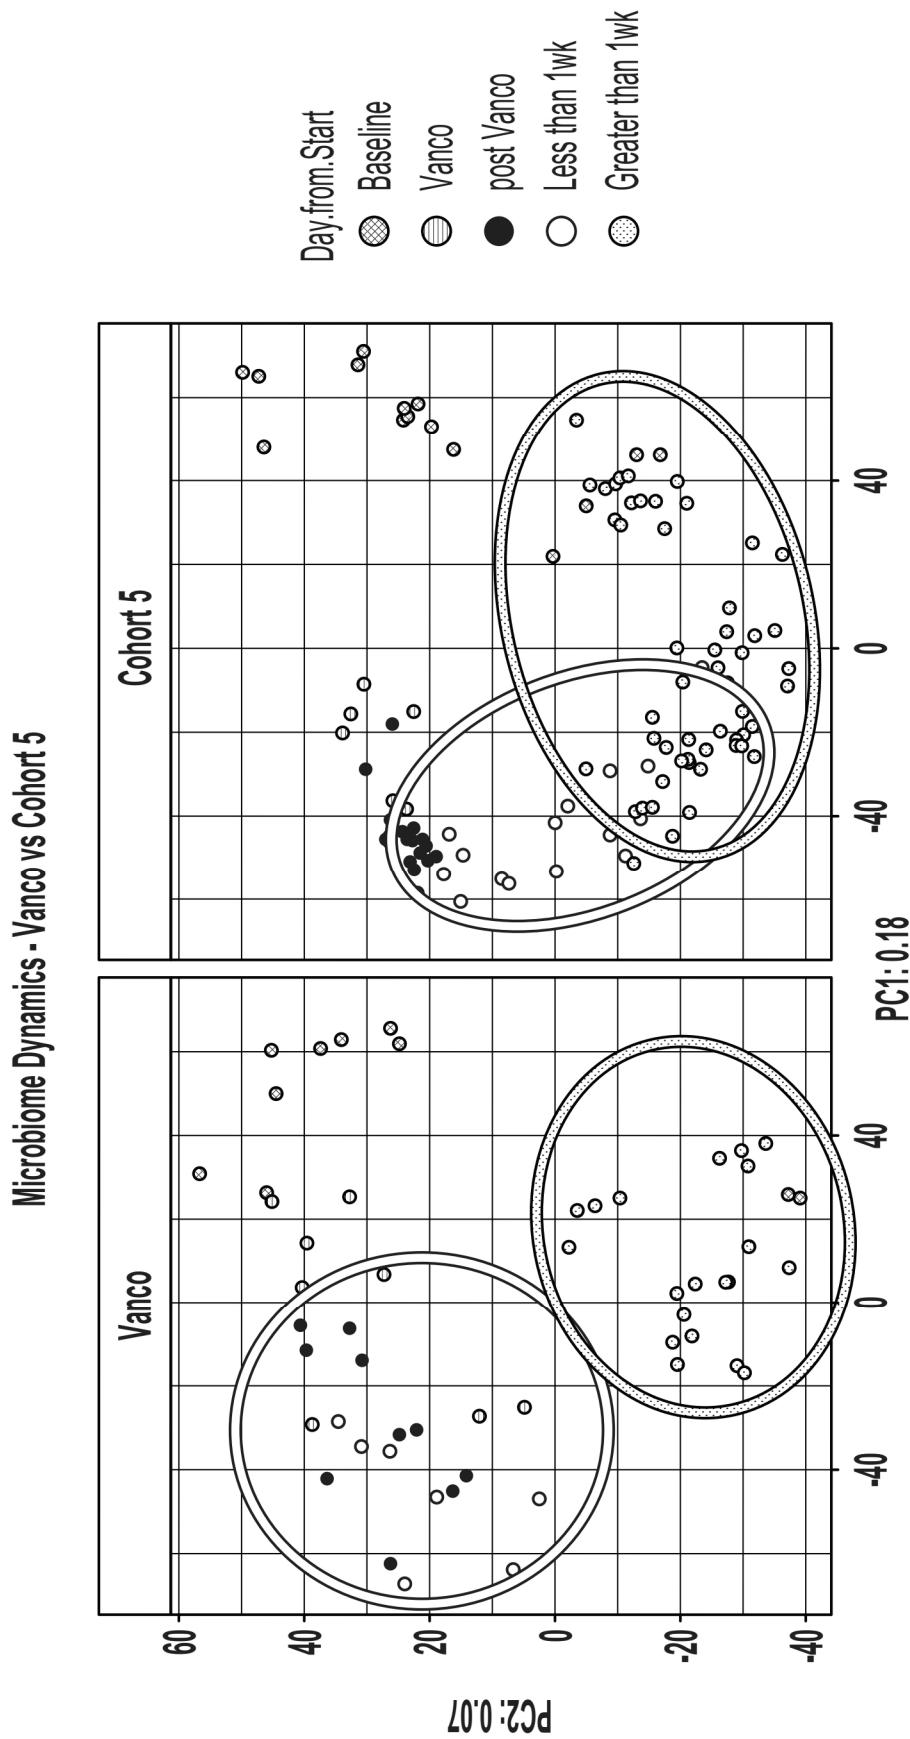 Microbiome Dynamics - Vanco vs Cohort 5
Vanco
Cohort 5
60
40
20
0
-20
-40
PC2: 0.07
-40
0
40
-40
0
40
PC1: 0.18
Day.from.Start
Baseline
Vanco
post Vanco
Less than 1wk
Greater than 1wk